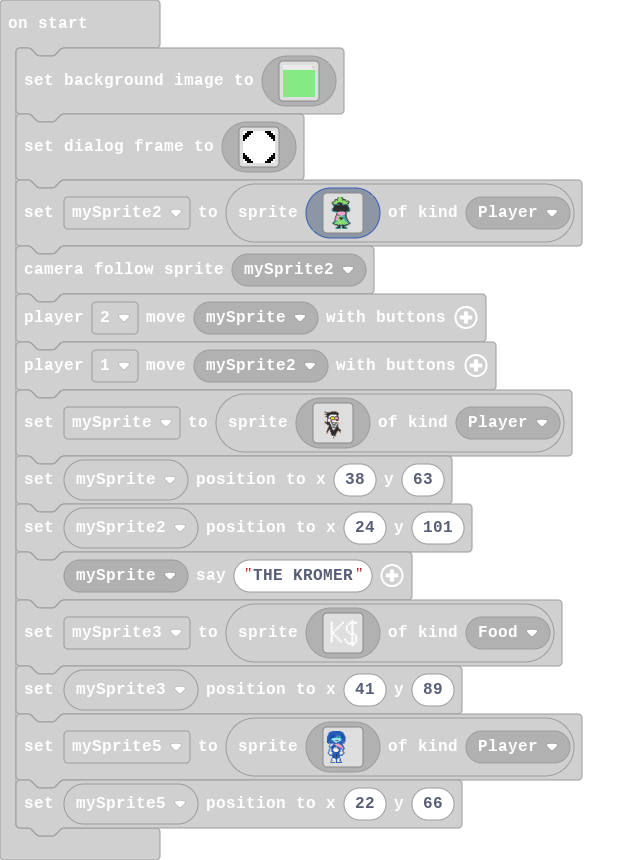 on start
set background image to
set dialog frame to
set mySprite2 to sprite of kind Player
camera follow sprite mySprite2
player 2 move mySprite with buttons
player 1 move mySprite2 with buttons
set mySprite to sprite of kind Player
set mySprite position to x 38 y 63
set mySprite2 position to x 24 y 101
mySprite say "THE KROMER"
set mySprite3 to sprite K$ of kind Food
set mySprite3 position to x 41 y 89
set mySprite5 to sprite of kind Player
set mySprite5 position to x 22 y 66